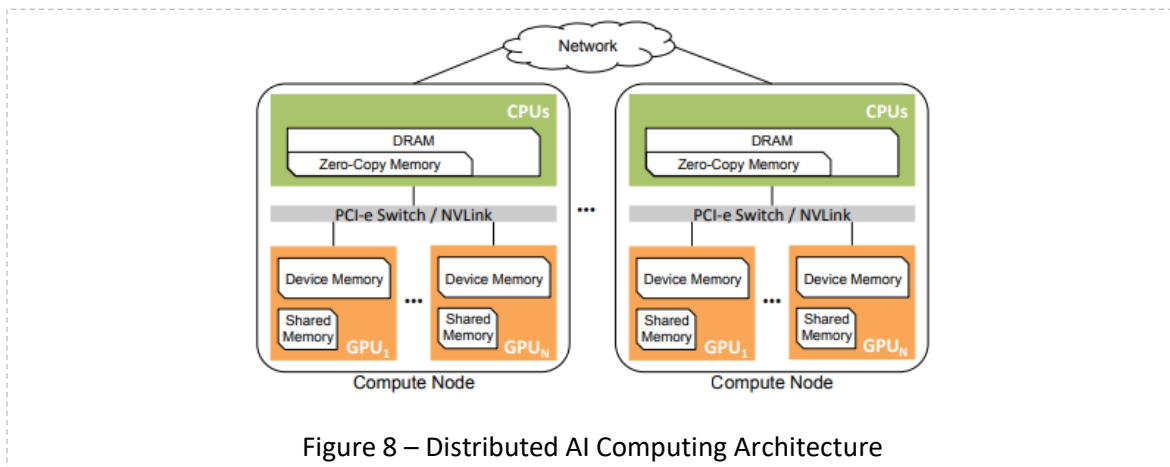 Network
CPUs
DRAM
Zero-Copy Memory
PCI-e Switch / NVLink
Device Memory
Shared
Memory
GPU1
...
Device Memory
Shared
Memory
GPUN
Compute Node
...
CPUs
DRAM
Zero-Copy Memory
PCI-e Switch / NVLink
Device Memory
Shared
Memory
GPU1
...
Device Memory
Shared
Memory
GPUN
Compute Node
Figure 8 – Distributed AI Computing Architecture